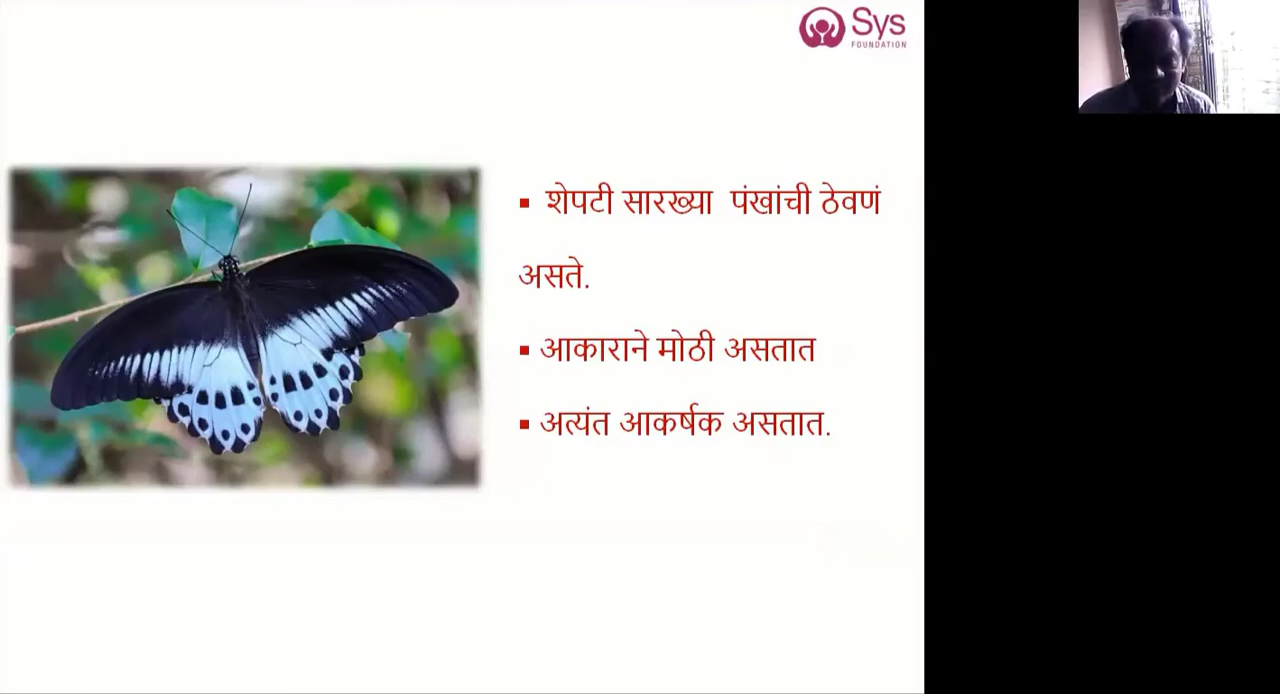 Sys
FOUNDATION
▪ शेपटी सारख्या पंखांची ठेवणं
असते.
▪ आकाराने मोठी असतात
▪ अत्यंत आकर्षक असतात.